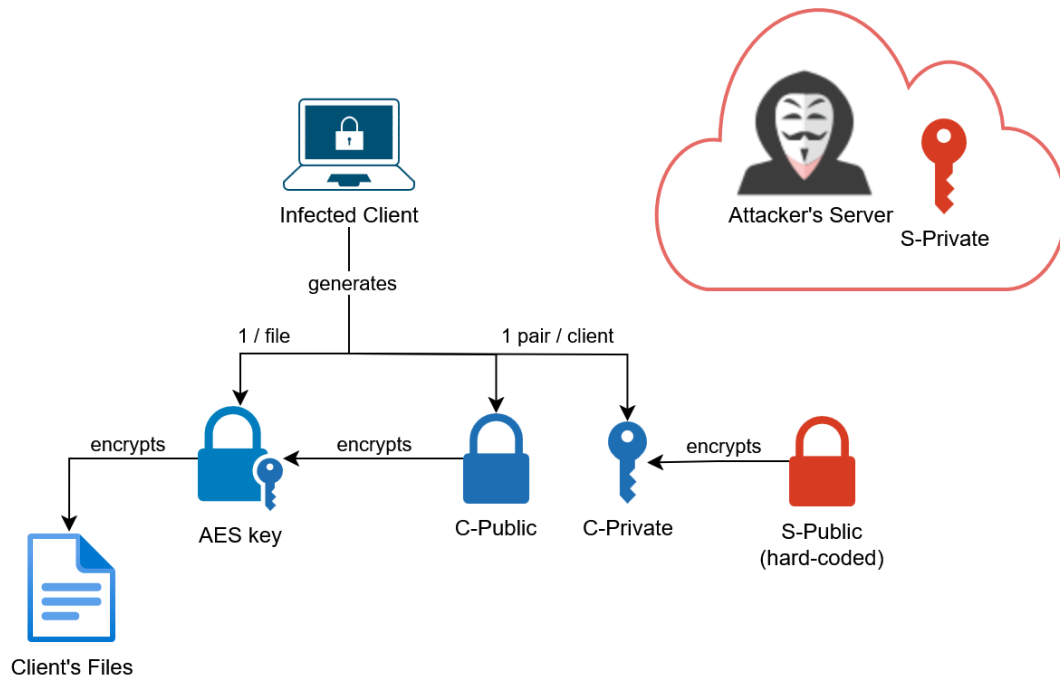 Infected Client
Attacker's Server
S-Private
generates
1 / file
1 pair / client
encrypts
encrypts
encrypts
AES key
C-Public
C-Private
S-Public
(hard-coded)
Client's Files